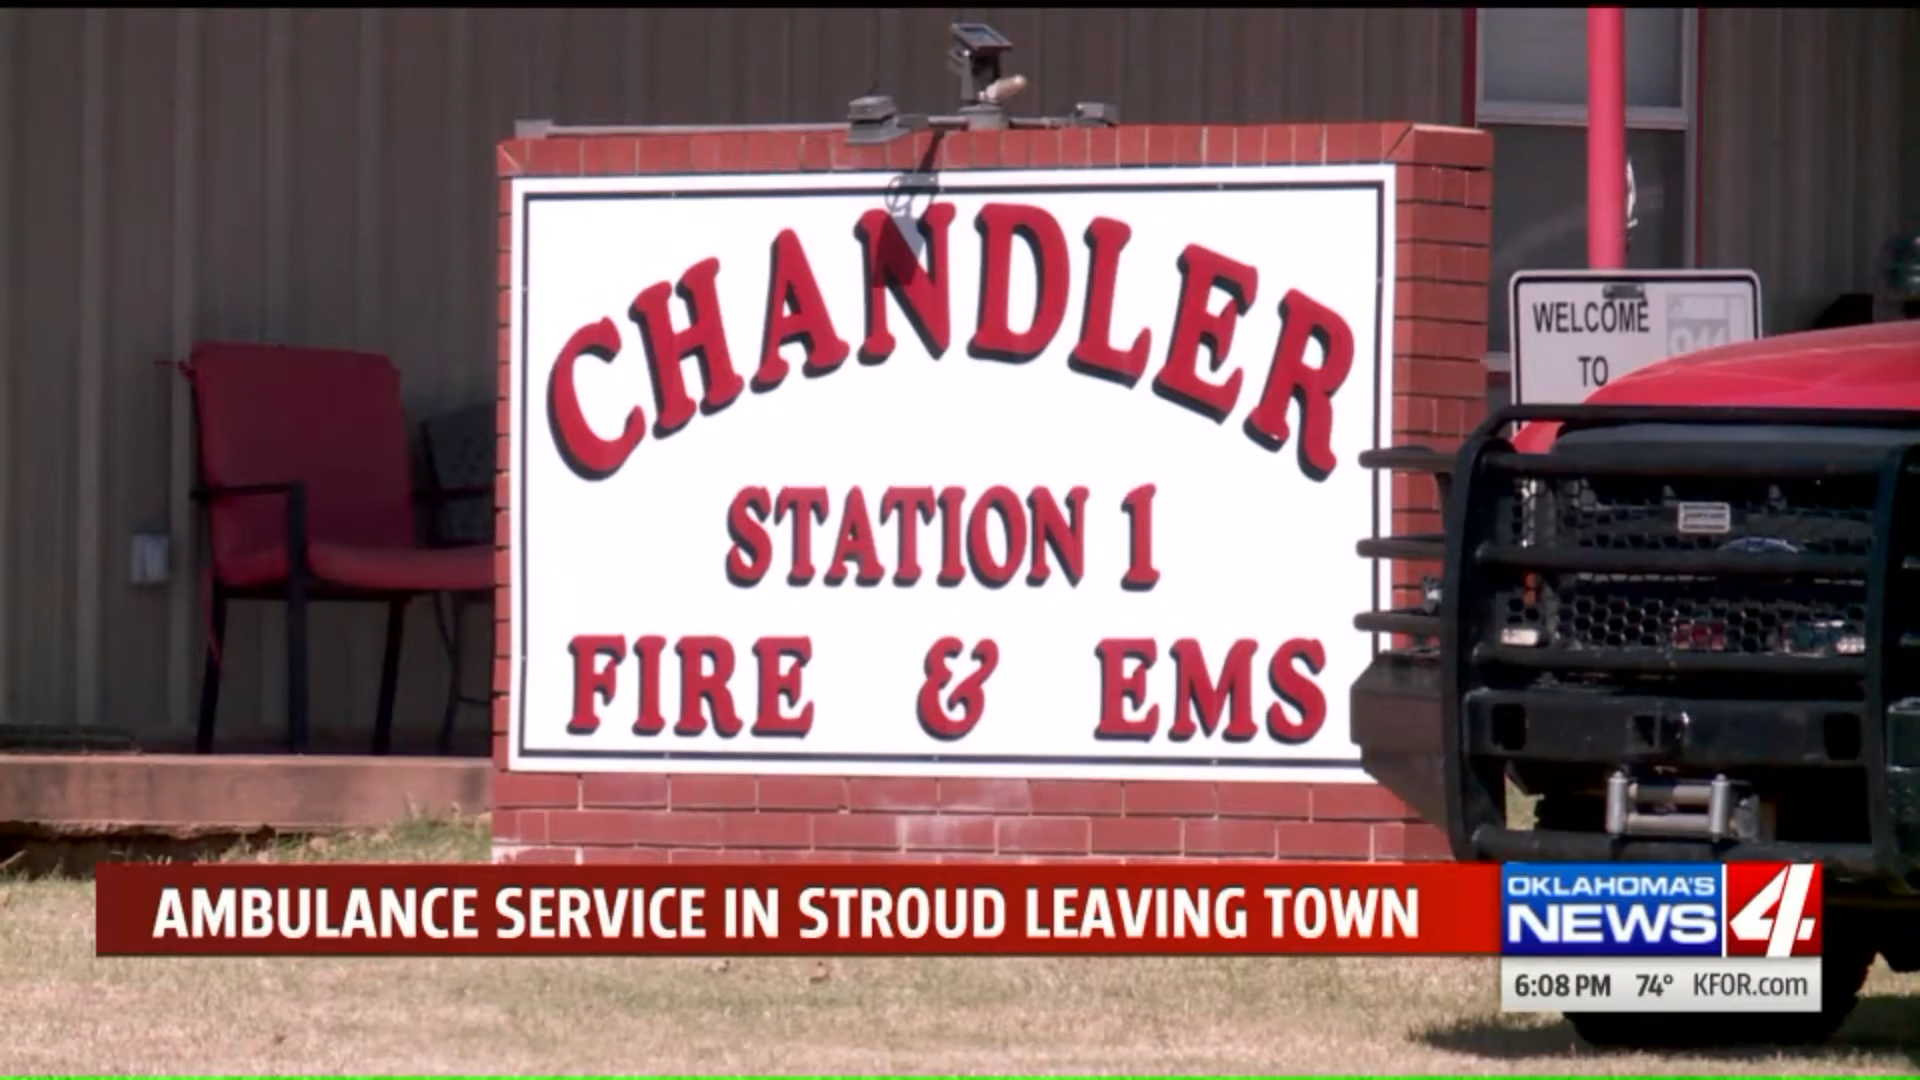 CHANDLER
STATION 1
FIRE & EMS
WELCOME
TO
911
AMBULANCE SERVICE IN STROUD LEAVING TOWN
OKLAHOMA'S
NEWS 4
6:08 PM 74° KFOR.com